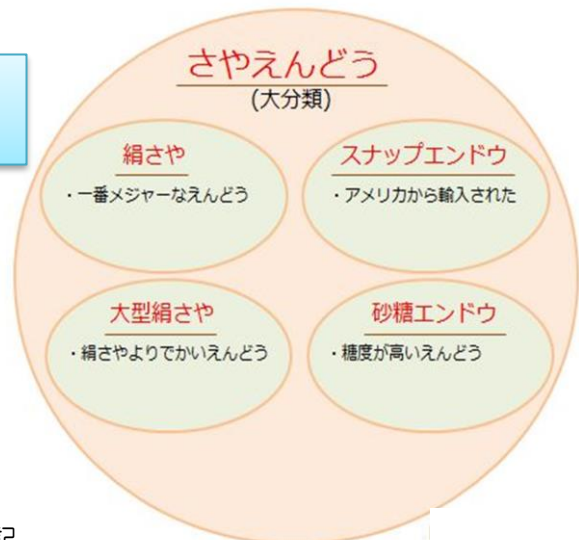 さやえんどう
(大分類)
絹さや
・一番メジャーなえんどう
スナップエンドウ
・アメリカから輸入された
大型絹さや
・絹さやよりでかいえんどう
砂糖エンドウ
・糖度が高いえんどう